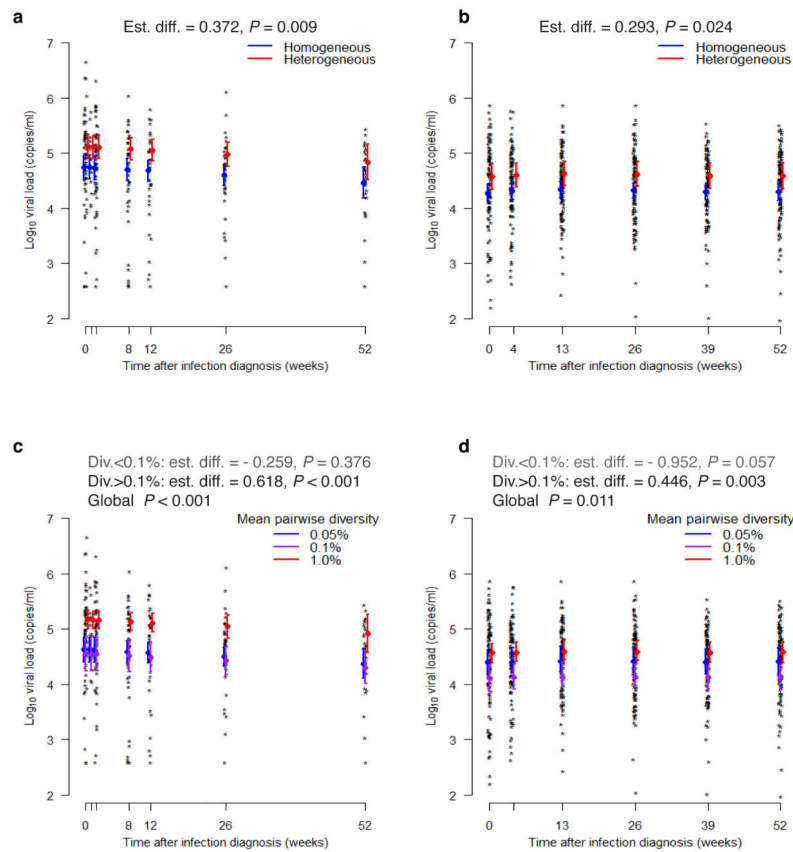 a
Est. diff. = 0.372, P = 0.009
Homogeneous
Heterogeneous
Log10 viral load (copies/ml)
7
6
5
4
3
2
0 8 12 26 52
Time after infection diagnosis (weeks)
b
Est. diff. = 0.293, P = 0.024
Homogeneous
Heterogeneous
Log10 viral load (copies/ml)
7
6
5
4
3
2
0 4 13 26 39 52
Time after infection diagnosis (weeks)
c
Div.<0.1%: est. diff. = - 0.259, P = 0.376
Div.>0.1%: est. diff. = 0.618, P < 0.001
Global P < 0.001
Mean pairwise diversity
0.05%
0.1%
1.0%
Log10 viral load (copies/ml)
7
6
5
4
3
2
0 8 12 26 52
Time after infection diagnosis (weeks)
d
Div.<0.1%: est. diff. = - 0.952, P = 0.057
Div.>0.1%: est. diff. = 0.446, P = 0.003
Global P = 0.011
Mean pairwise diversity
0.05%
0.1%
1.0%
Log10 viral load (copies/ml)
7
6
5
4
3
2
0 4 13 26 39 52
Time after infection diagnosis (weeks)